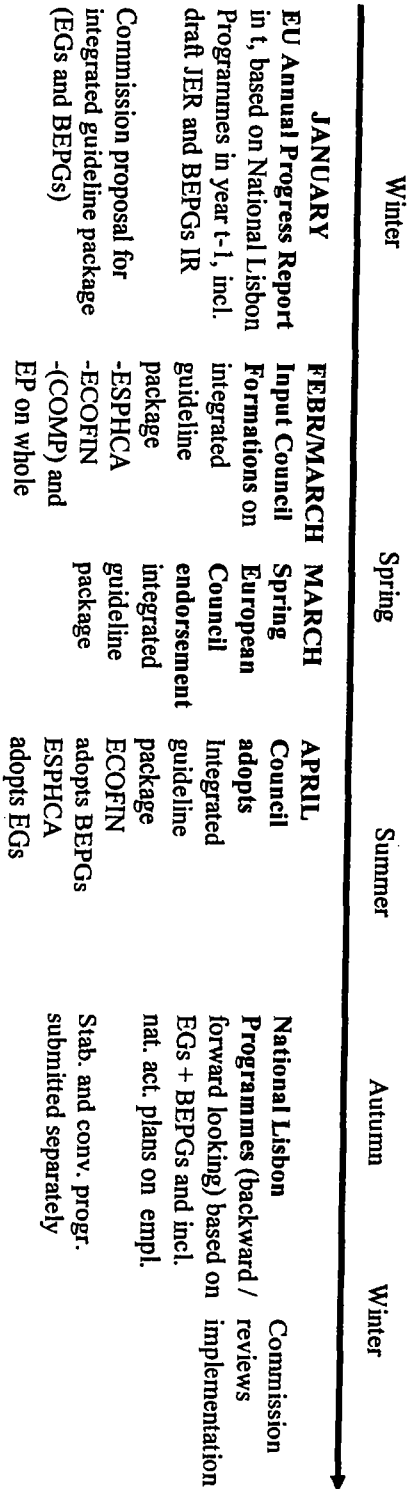 Winter
Spring
Summer
Autumn
Winter
JANUARY
EU Annual Progress Report
in t, based on National Lisbon
Programmes in year t-1, incl.
draft JER and BEPGs IR
Commission proposal for
integrated guideline package
(EGs and BEPGs)
FEBR/MARCH
Input Council
Formations on
integrated
guideline
package
-ESPHCA
-ECOFIN
-(COMP) and
EP on whole
MARCH
Spring
European
Council
endorsement
integrated
guideline
package
APRIL
Council
adopts
Integrated
guideline
package
ECOFIN
adopts BEPGs
ESPHCA
adopts EGs
National Lisbon
Programmes (backward /
forward looking) based on
EGs + BEPGs and incl.
nat. act. plans on empl.
Stab. and conv. progr.
submitted separately
Commission
reviews
implementation